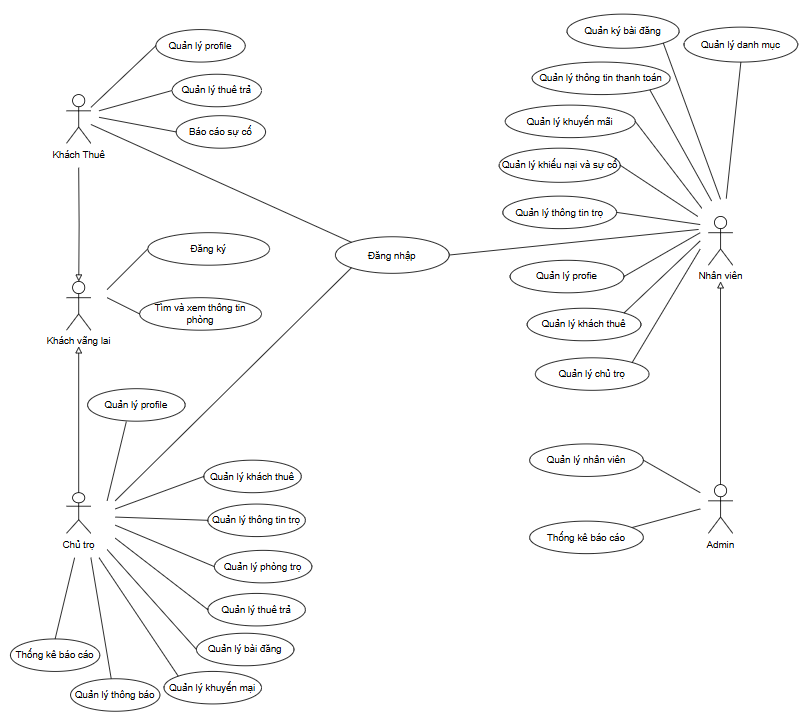 Quản lý profile
Quản lý thuê trả
Báo cáo sự cố
Khách Thuê
Quản ký bài đăng
Quản lý danh mục
Quản lý thông tin thanh toán
Quản lý khuyến mãi
Quản lý khiếu nại và sự cố
Quản lý thông tin trọ
Nhân viên
Quản lý profie
Quản lý khách thuê
Quản lý chủ trọ
Đăng nhập
Đăng ký
Tìm và xem thông tin
phòng
Khách vãng lai
Quản lý profile
Quản lý khách thuê
Quản lý thông tin trọ
Chủ trọ
Quản lý phòng trọ
Quản lý thuê trả
Quản lý bài đăng
Quản lý khuyến mại
Quản lý thông báo
Thống kê báo cáo
Quản lý nhân viên
Thống kê báo cáo
Admin